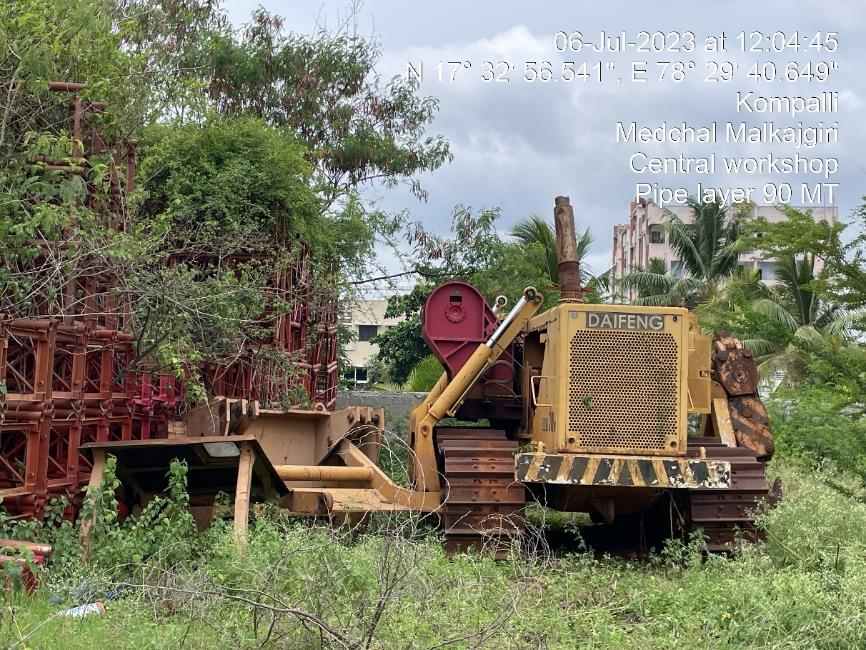 06-Jul-2023 at 12:04:45
N 17° 32' 56.541", E 78° 29' 40.649"
Kompalli
Medchal Malkajgiri
Central workshop
Pipe layer 90 MT
DAIFENG